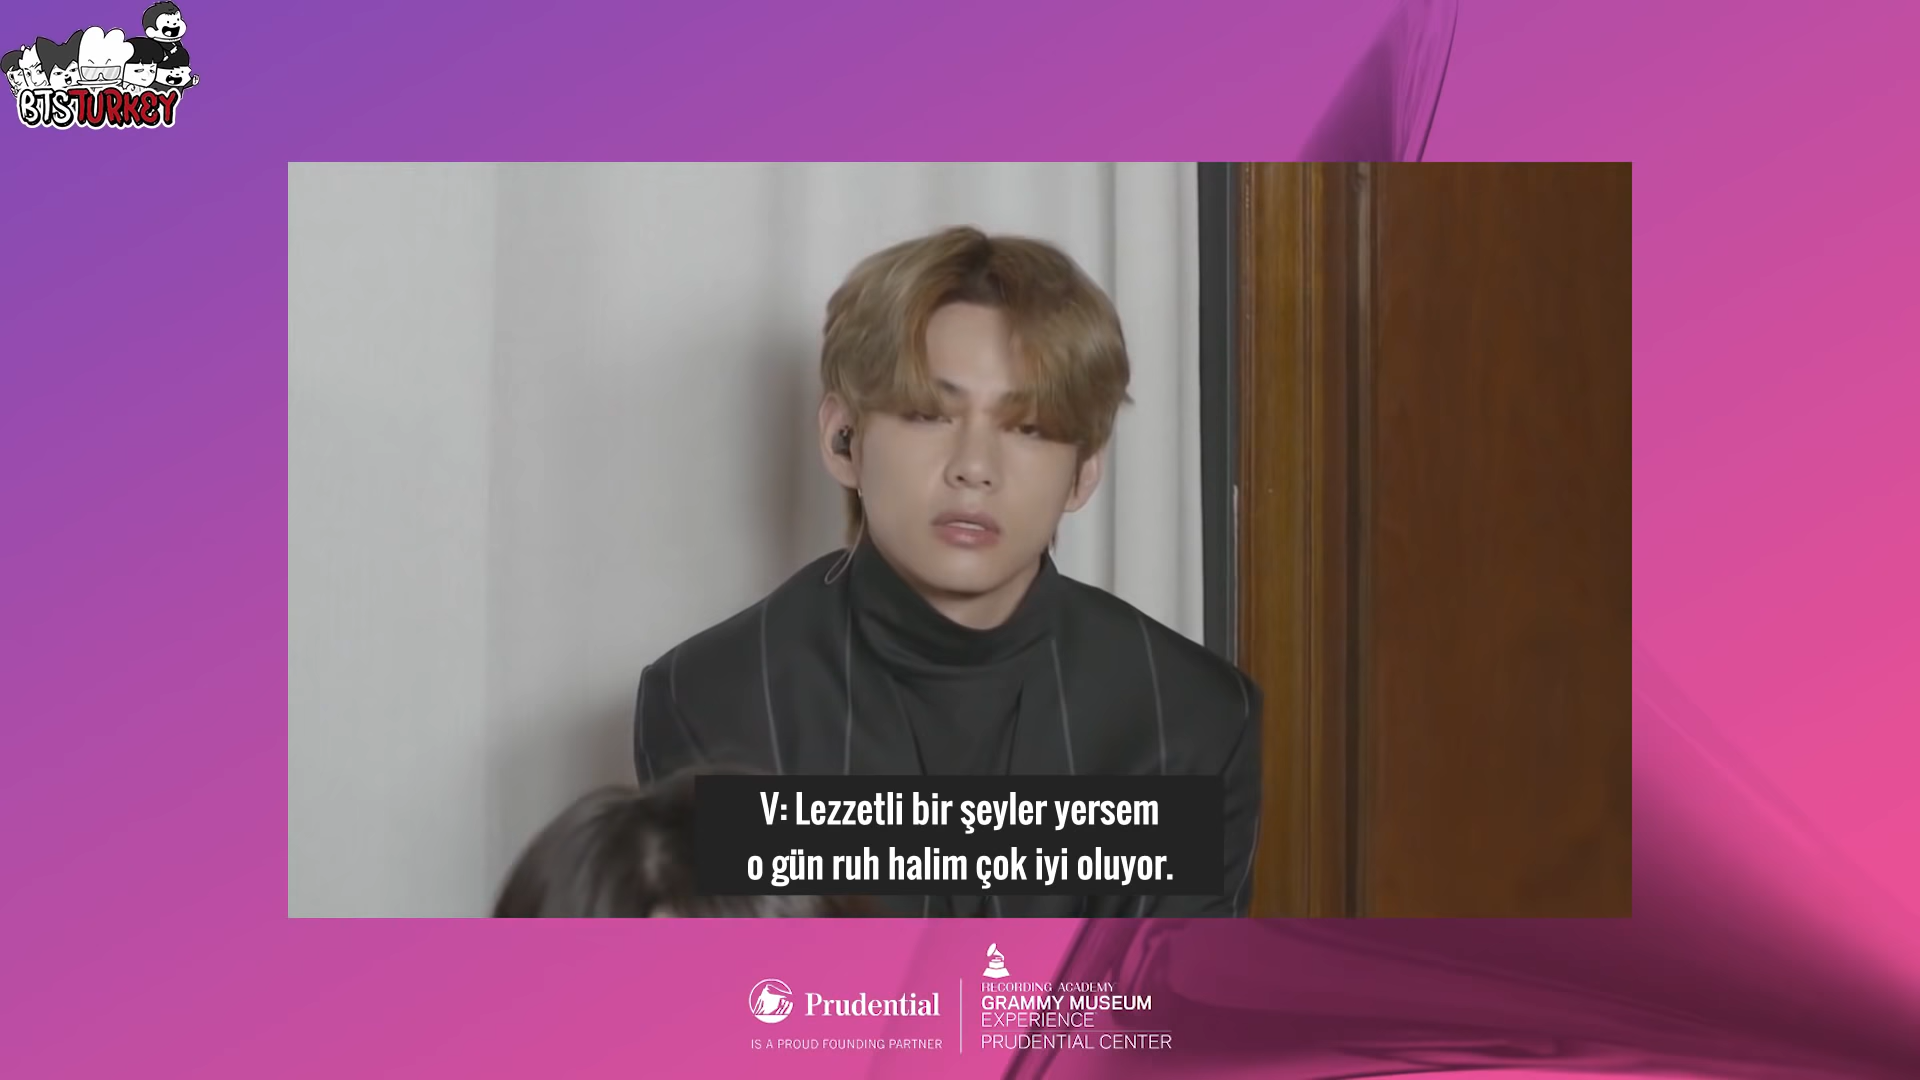 BTSTURKEY
V: Lezzetli bir şeyler yersem
o gün ruh halim çok iyi oluyor.
Prudential
IS A PROUD FOUNDING PARTNER
RECORDING ACADEMY
GRAMMY MUSEUM
EXPERIENCE
PRUDENTIAL CENTER